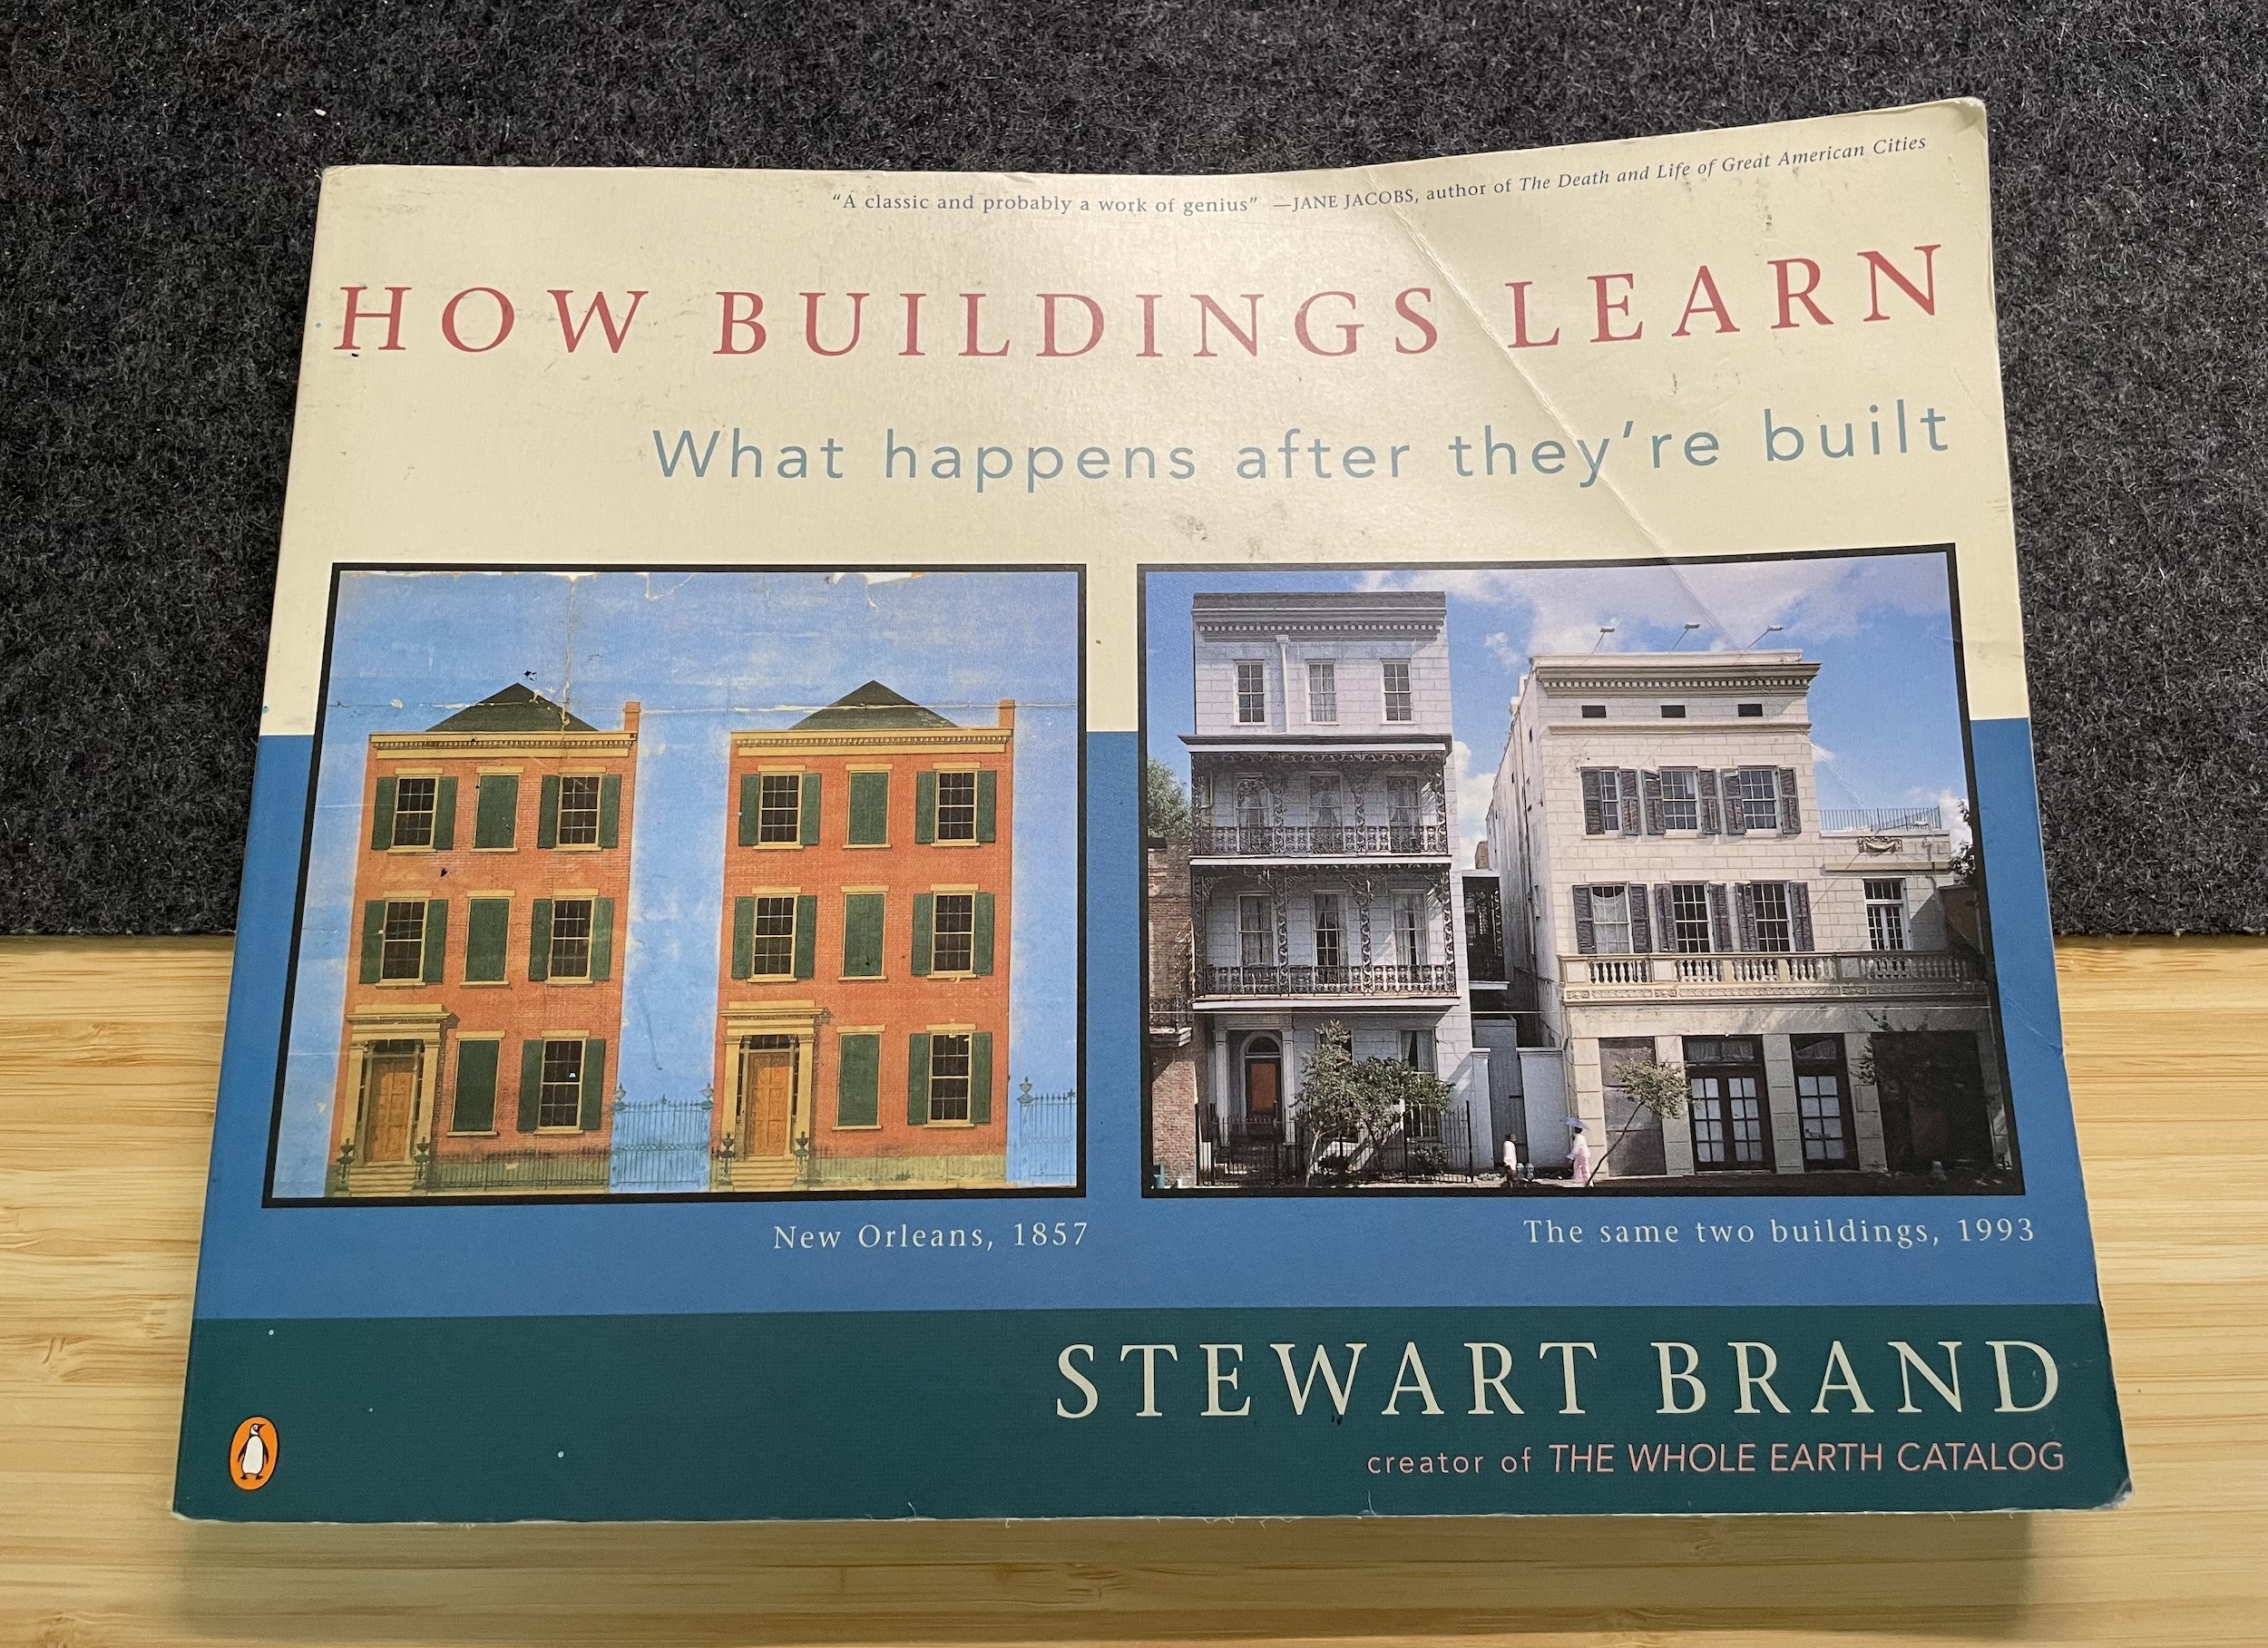 “A classic and probably a work of genius” —JANE JACOBS, author of The Death and Life of Great American Cities
HOW BUILDINGS LEARN
What happens after they’re built
New Orleans, 1857
The same two buildings, 1993
STEWART BRAND
creator of THE WHOLE EARTH CATALOG